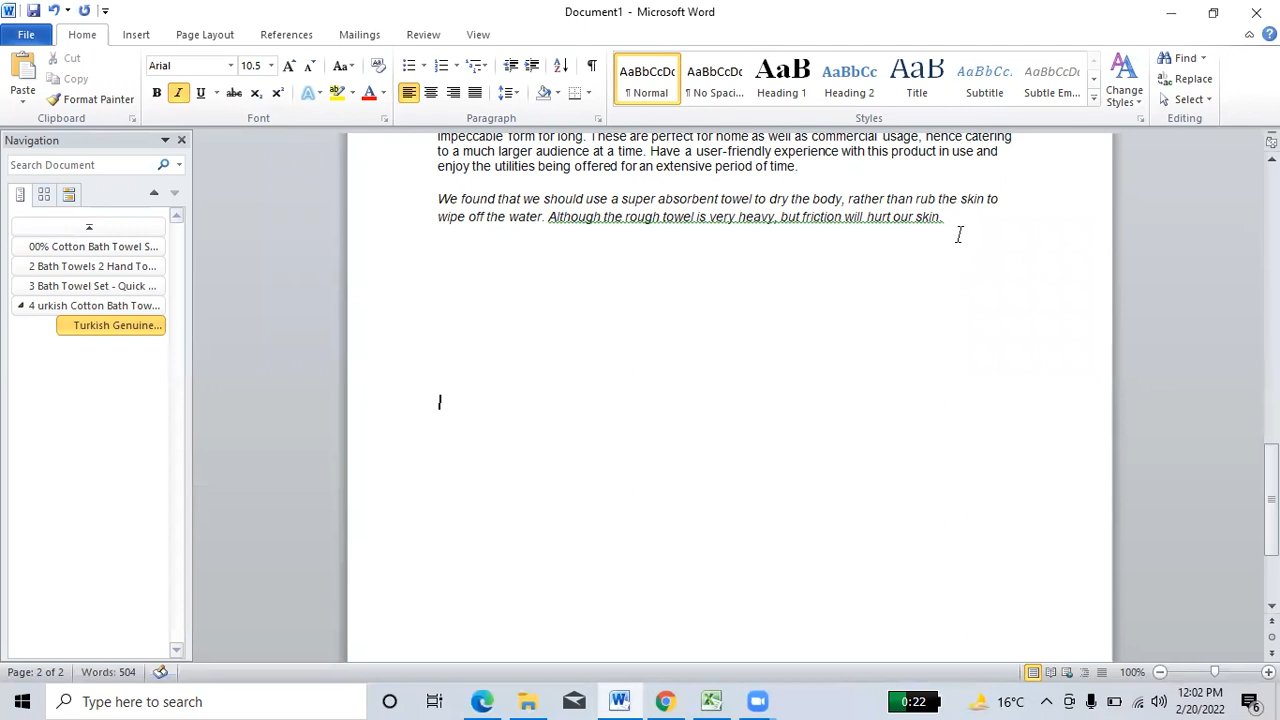 Document1 - Microsoft Word
File Home Insert Page Layout References Mailings Review View
Paste
Cut
Copy
Format Painter
Clipboard
Arial 10.5
Font
Paragraph
AaBbCcDc AaBbCcDc AaB AaBbCc AaB AaBbCc. AaBbCcDc
¶ Normal ¶ No Spaci... Heading 1 Heading 2 Title Subtitle Subtle Em...
Change
Styles
Styles
Find
Replace
Select
Editing
Navigation
Search Document
00% Cotton Bath Towel S...
2 Bath Towels 2 Hand To...
3 Bath Towel Set - Quick ...
4 urkish Cotton Bath Tow...
Turkish Genuine...
impeccable form for long. These are perfect for home as well as commercial usage, hence catering
to a much larger audience at a time. Have a user-friendly experience with this product in use and
enjoy the utilities being offered for an extensive period of time.
We found that we should use a super absorbent towel to dry the body, rather than rub the skin to
wipe off the water. Although the rough towel is very heavy, but friction will hurt our skin.
Page: 2 of 2 Words: 504
100%
Type here to search
0:22
16°C
12:02 PM
2/20/2022
6